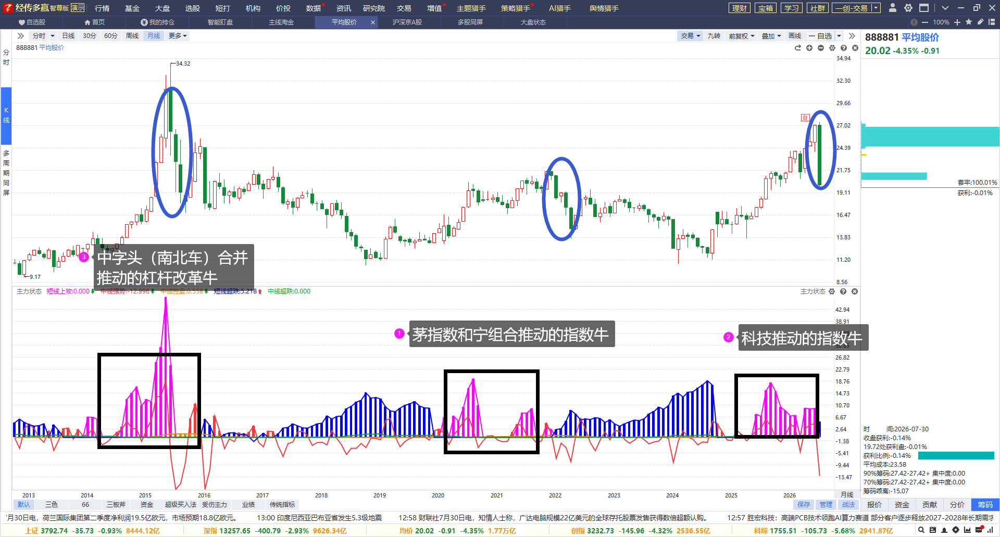 经传多赢 智尊版 演示 行情 基金 大盘 选股 短打 机构 价投 数据 资讯 研究院 交易 增值 主题猎手 策略猎手 AI猎手 舆情猎手 理财 宝箱 学习 社群 一创-交易
自选股 首页 我的持仓 智能盯盘 主线淘金 平均股价 沪深京A股 多股同屏 大盘状态 100%
分时 日线 30分 60分 周线 月线 更多 交易 九转 前复权 叠加 画线 自选
888881 平均股价
20.02 -4.35% -0.91
888881 平均股价
分时
K线
多周期同屏
34.94
32.30
29.66
27.02
24.39
21.75
19.11
16.47
13.83
11.20
8.56
34.32
自
9.17
套牢:100.01%
获利:-0.01%
3
中字头（南北车）合并
推动的杠杆改革牛
主力状态 短线上攻:0.000 中线强势:-12.996 中线控盘:0.558 短线超跌:5.218 中线超跌:0.000
主力状态
42.94
38.91
26.82
22.79
18.76
14.73
10.70
6.67
2.64
-1.38
-5.41
-9.44
-13.47
1
茅指数和宁组合推动的指数牛
2
科技推动的指数牛
时 间:2026-07-30
收盘获利:-0.14%
19.72处获利盘:-0.01%
获利比例:-0.14%
平均成本:23.58
90%筹码:27.42-27.42+ 集中度:0.00
70%筹码:27.42-27.42+ 集中度:0.00
筹码乖离:-15.07
2013 2014 2015 2016 2017 2018 2019 2020 2021 2022 2023 2024 2025 2026 月线
默认 三色 66 三板斧 资金 超级买入法 受伤主力 业绩 传统指标 保存 管理 战法 报价 资金 贡献 分价 筹码
7月30日电，荷兰国际集团第二季度净利润19.5亿欧元，市场预期18.8亿欧元。 13:00 印度尼西亚巴布亚省发生5.3级地震 12:58 财联社7月30日电，知情人士称，广达电脑规模22亿美元的全球存托股票发售获得数倍超额认购。 12:57 胜宏科技：高端PCB技术领跑AI算力赛道 部分客户逐步释放2027-2028年长期需求
上证 3792.74 -35.73 -0.93% 8444.12亿 深指 13257.65 -400.79 -2.93% 9626.34亿 均价 20.02 -0.91 -4.35% 1.77万亿 创指 3232.73 -145.96 -4.32% 2536.55亿 科综 1755.51 -105.73 -5.68% 2941.87亿